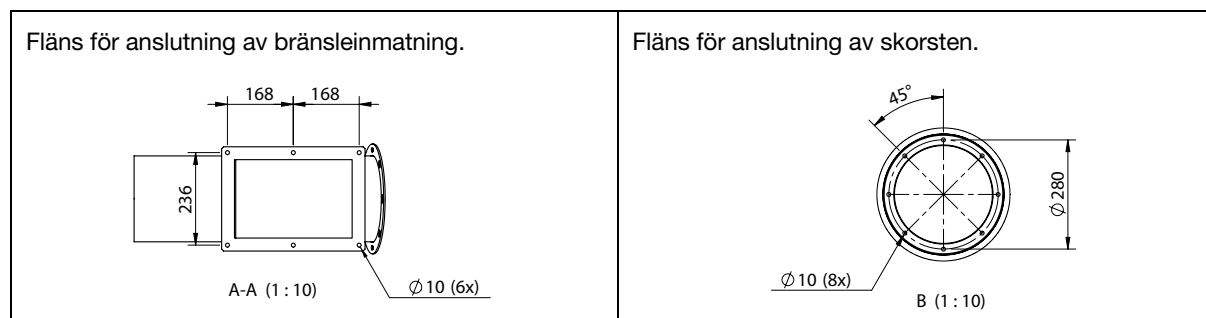 Fläns för anslutning av bränsleinmatning.
168
168
236
A-A (1 : 10)
Ø 10 (6x)
Fläns för anslutning av skorsten.
45°
Ø 280
Ø 10 (8x)
B (1 : 10)